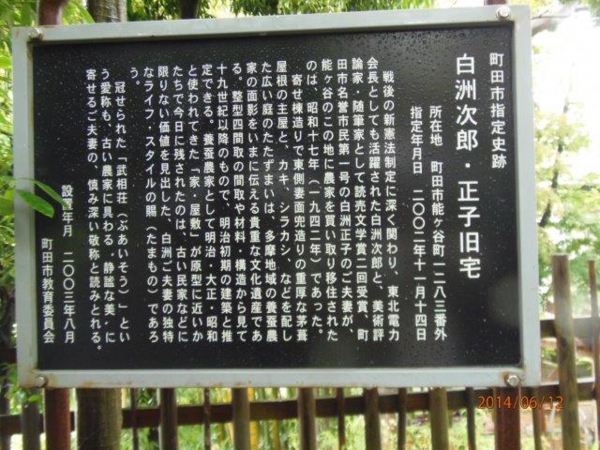 町田市指定史跡
白洲次郎・正子旧宅
所在地 町田市能ヶ谷町一二八三番外
指定年月日 二〇〇二年十一月十四日
戦後の新憲法制定に深く関わり、東北電力
会長としても活躍された白洲次郎と、美術評
論家・随筆家として読売文学賞二回受賞、町
田市名誉市民第一号の白洲正子のご夫妻が、
能ヶ谷のこの地に農家を買い取り移住された
のは、昭和十七年(一九四二年)であった。
寄せ棟造りで東側妻面兜造りの重厚な茅葺
屋根の主屋と、カキ、シラカシ、などを配し
た広い庭のたたずまいは、多摩地域の養蚕農
家の面影をいまに伝える貴重な文化遺産であ
る。整型四間取の間取や材料・構造から見て
十九世紀以降のもので、明治初期の建築と推
定できる。養蚕農家として明治・大正・昭和
と使われてきた「家・屋敷」が原型に近いか
たちで今日に残されたのは、古い民家などに
限りない価値を見出した、白洲ご夫妻の独特
なライフ・スタイルの賜(たまもの)であろ
う。
冠せられた「武相荘(ぶあいそう)」とい
う愛称も、古い農家に具わる・静謐な美・に
寄せるご夫妻の、慎み深い敬称と読みとれる。
設置年月 二〇〇三年八月
町田市教育委員会
2014/06/12